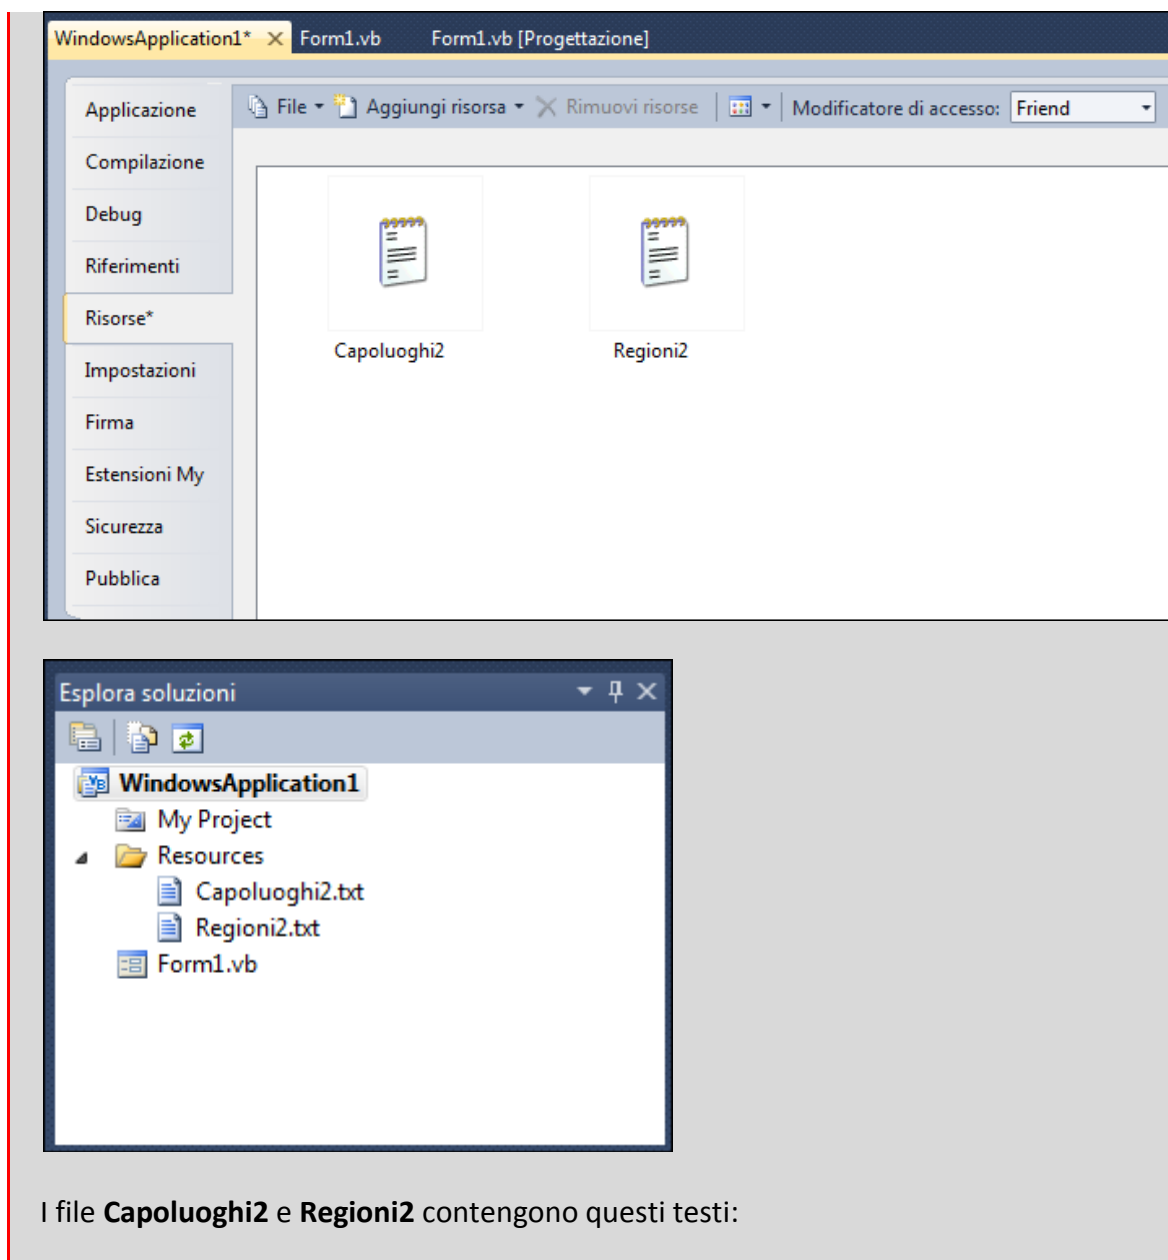 WindowsApplication1* Form1.vb Form1.vb [Progettazione]
File Aggiungi risorsa Rimuovi risorse Modificatore di accesso: Friend
Applicazione
Compilazione
Debug
Riferimenti
Risorse*
Impostazioni
Firma
Estensioni My
Sicurezza
Pubblica
Capoluoghi2 Regioni2
Esplora soluzioni
VB WindowsApplication1
My Project
Resources
Capoluoghi2.txt
Regioni2.txt
Form1.vb
I file Capoluoghi2 e Regioni2 contengono questi testi: